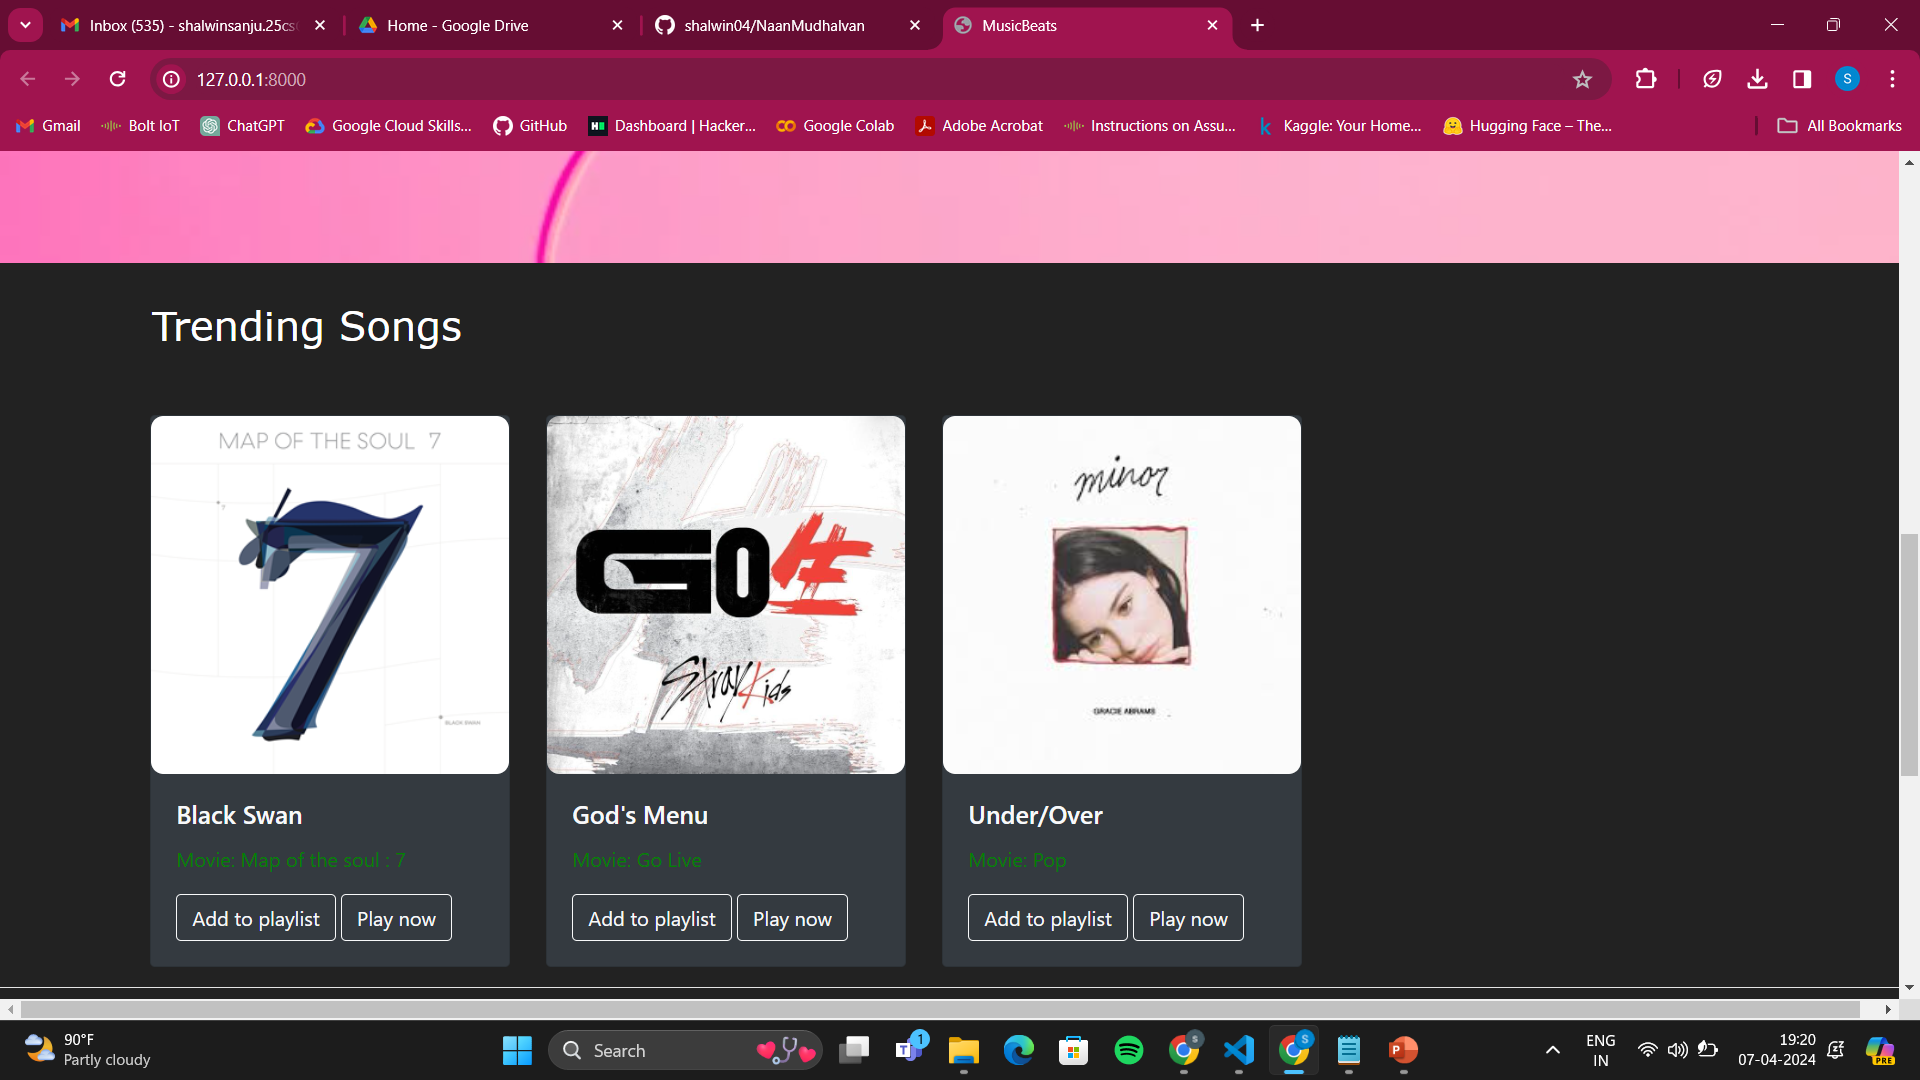 Inbox (535) - shalwinsanju.25cs
Home - Google Drive
shalwin04/NaanMudhalvan
MusicBeats
127.0.0.1:8000
S
Gmail
Bolt IoT
ChatGPT
Google Cloud Skills...
GitHub
Dashboard | Hacker...
Google Colab
Adobe Acrobat
Instructions on Assu...
Kaggle: Your Home...
Hugging Face – The...
All Bookmarks
Trending Songs
MAP OF THE SOUL 7
7
BLACK SWAN
GO生
Stray Kids
minor
GRACIE ABRAMS
Black Swan
God's Menu
Under/Over
Movie: Map of the soul : 7
Movie: Go Live
Movie: Pop
Add to playlist
Play now
Add to playlist
Play now
Add to playlist
Play now
90°F
Partly cloudy
Search
1
ENG
IN
19:20
07-04-2024
PRE